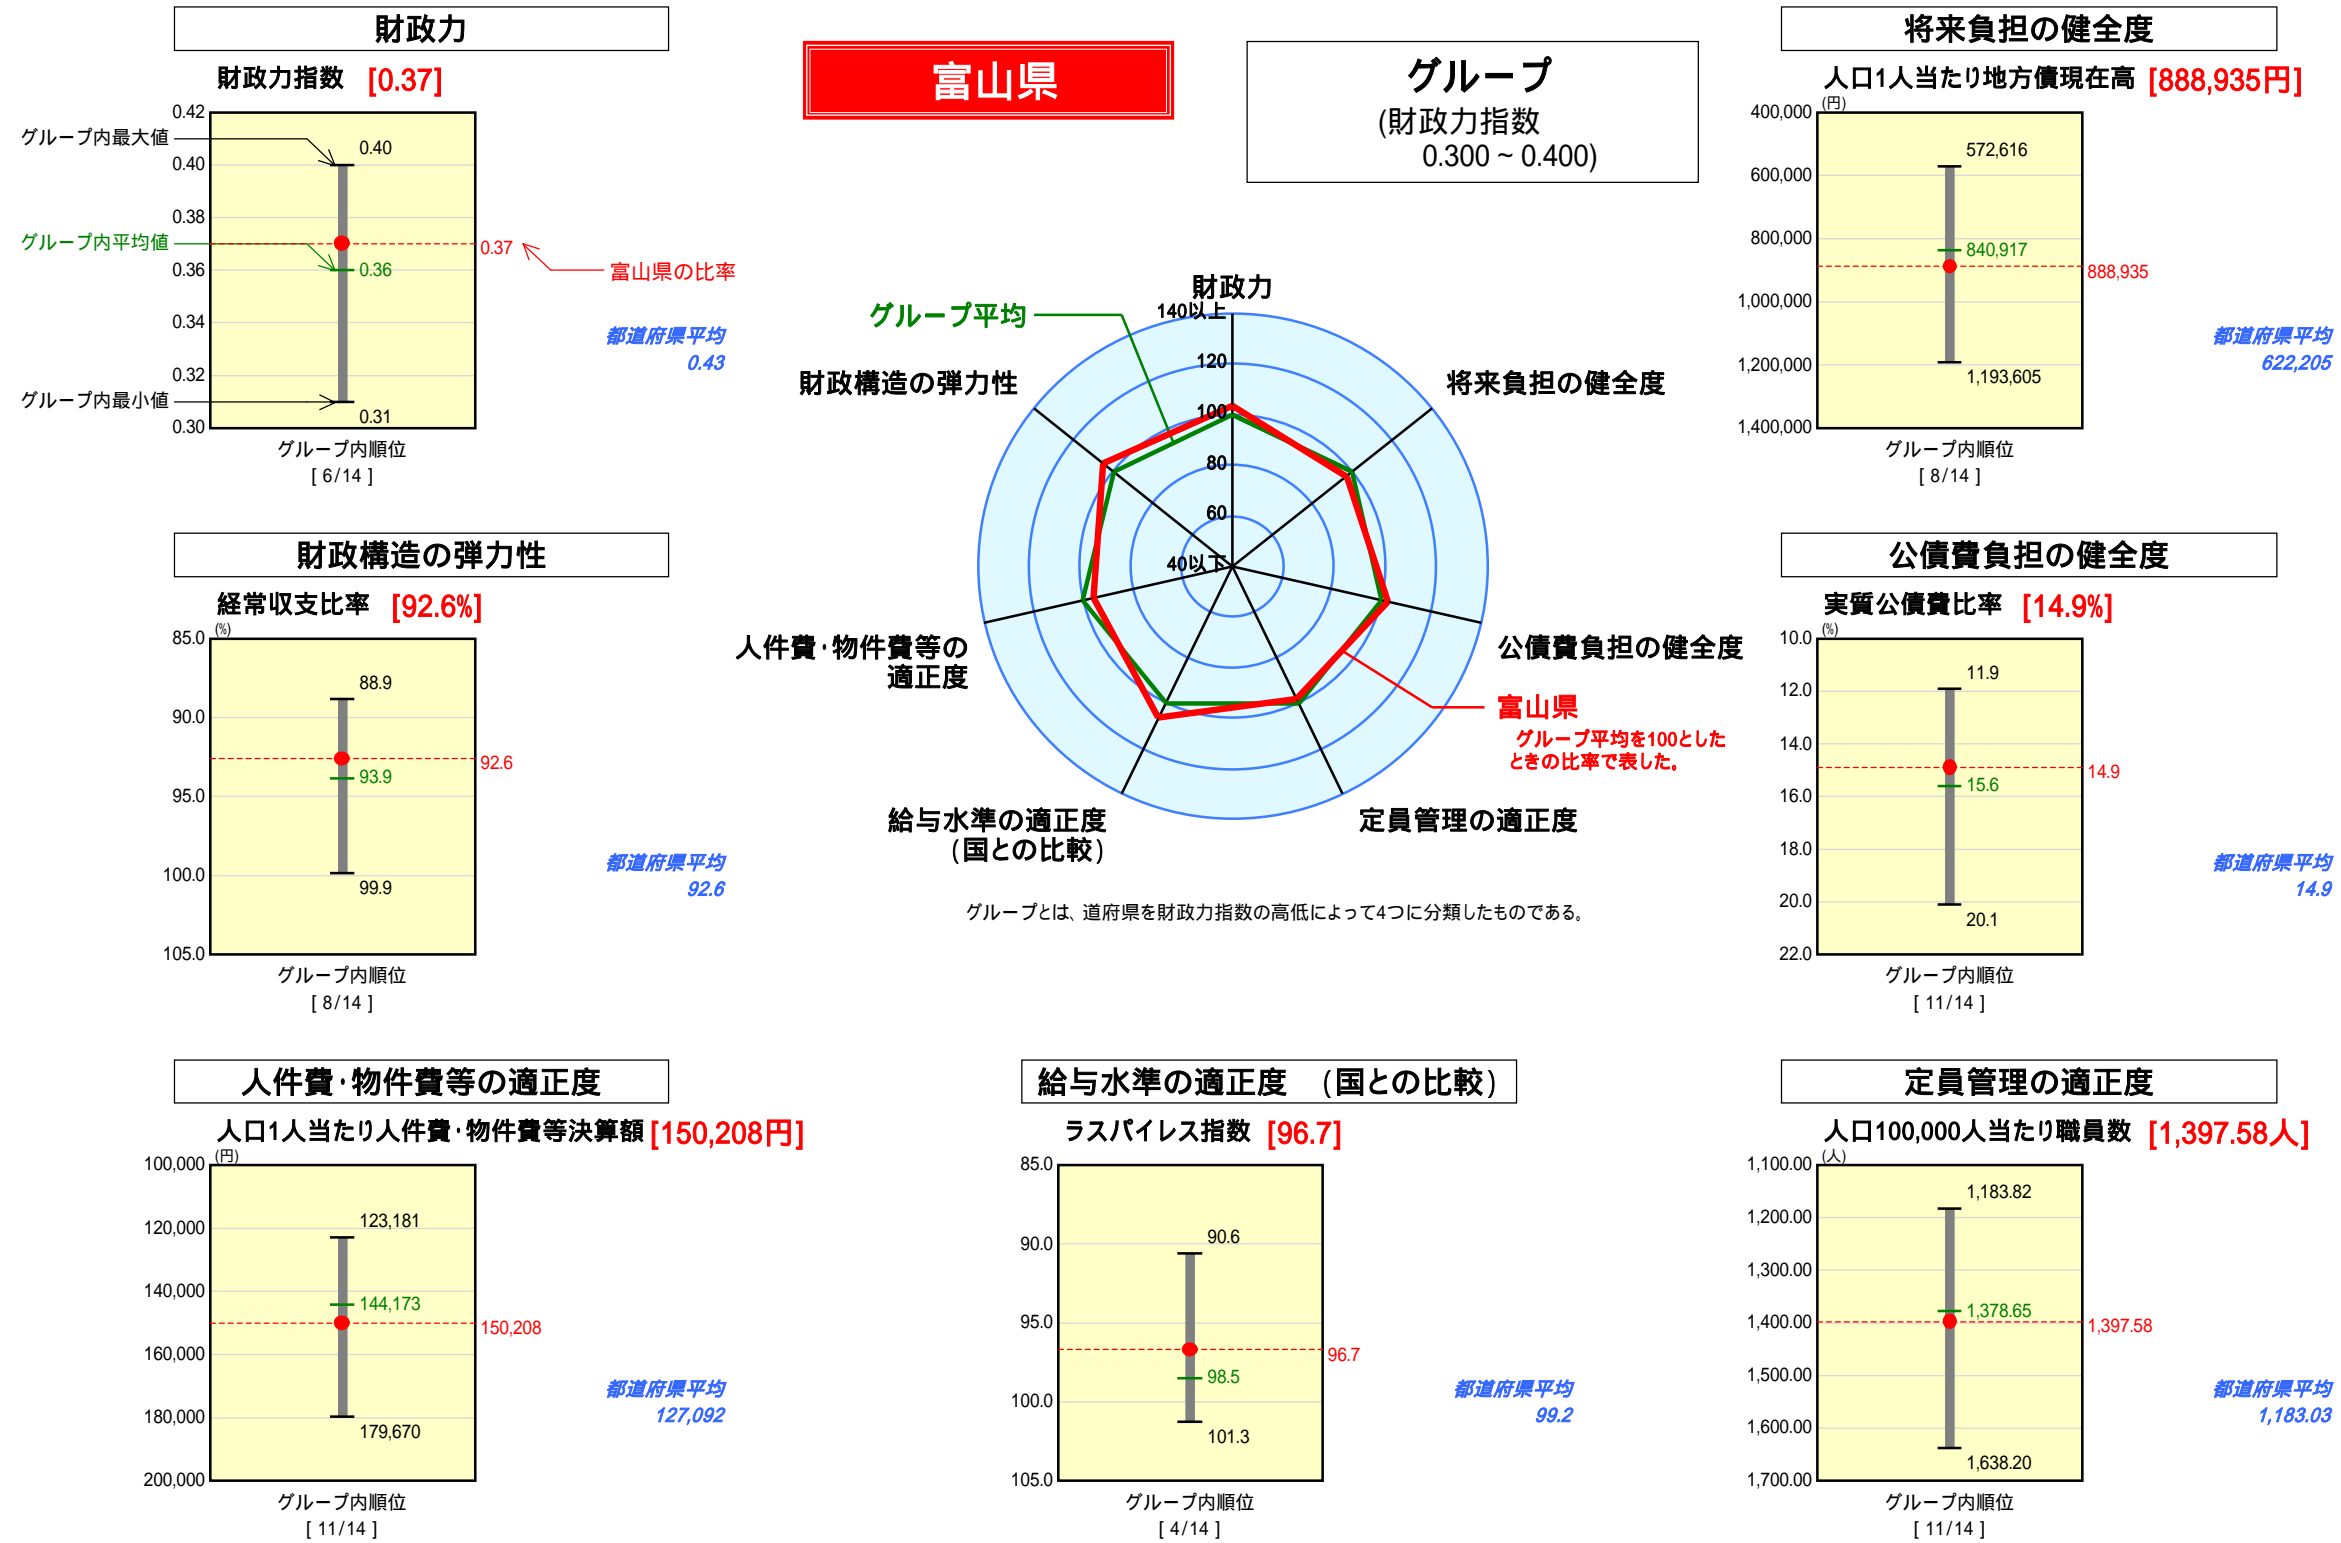 財政力
財政力指数 [0.37]
0.42
0.40
0.38
0.36
0.34
0.32
0.30
グループ内最大値
グループ内平均値
グループ内最小値
0.40
0.36
0.31
0.37
富山県の比率
都道府県平均
0.43
グループ内順位
[ 6/14 ]
富山県
グループ
(財政力指数
0.300 ~ 0.400)
将来負担の健全度
人口1人当たり地方債現在高 [888,935円]
(円)
400,000
600,000
800,000
1,000,000
1,200,000
1,400,000
572,616
840,917
1,193,605
888,935
都道府県平均
622,205
グループ内順位
[ 8/14 ]
グループ平均
財政力
140以上
120
100
80
60
40以下
財政構造の弾力性
将来負担の健全度
人件費・物件費等の
適正度
公債費負担の健全度
給与水準の適正度
(国との比較)
定員管理の適正度
富山県
グループ平均を100とした
ときの比率で表した。
グループとは、道府県を財政力指数の高低によって4つに分類したものである。
財政構造の弾力性
経常収支比率 [92.6%]
(%)
85.0
90.0
95.0
100.0
105.0
88.9
93.9
99.9
92.6
都道府県平均
92.6
グループ内順位
[ 8/14 ]
公債費負担の健全度
実質公債費比率 [14.9%]
(%)
10.0
12.0
14.0
16.0
18.0
20.0
22.0
11.9
15.6
20.1
14.9
都道府県平均
14.9
グループ内順位
[ 11/14 ]
人件費・物件費等の適正度
人口1人当たり人件費・物件費等決算額 [150,208円]
(円)
100,000
120,000
140,000
160,000
180,000
200,000
123,181
144,173
179,670
150,208
都道府県平均
127,092
グループ内順位
[ 11/14 ]
給与水準の適正度 (国との比較)
ラスパイレス指数 [96.7]
85.0
90.0
95.0
100.0
105.0
90.6
98.5
101.3
96.7
都道府県平均
99.2
グループ内順位
[ 4/14 ]
定員管理の適正度
人口100,000人当たり職員数 [1,397.58人]
(人)
1,100.00
1,200.00
1,300.00
1,400.00
1,500.00
1,600.00
1,700.00
1,183.82
1,378.65
1,638.20
1,397.58
都道府県平均
1,183.03
グループ内順位
[ 11/14 ]